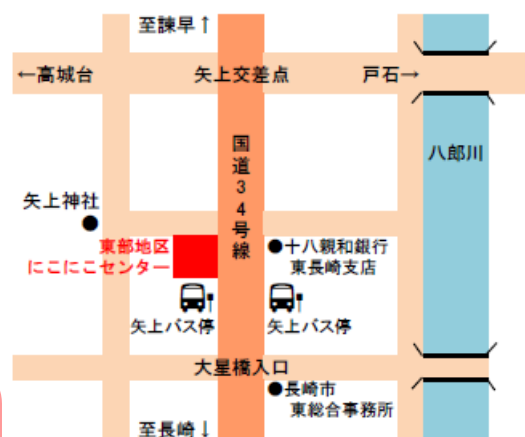 至諫早↑
←高城台
矢上交差点
戸石→
国道34号線
八郎川
矢上神社
東部地区
にこにこセンター
●十八親和銀行
東長崎支店
矢上バス停
矢上バス停
大星橋入口
●長崎市
東総合事務所
至長崎↓